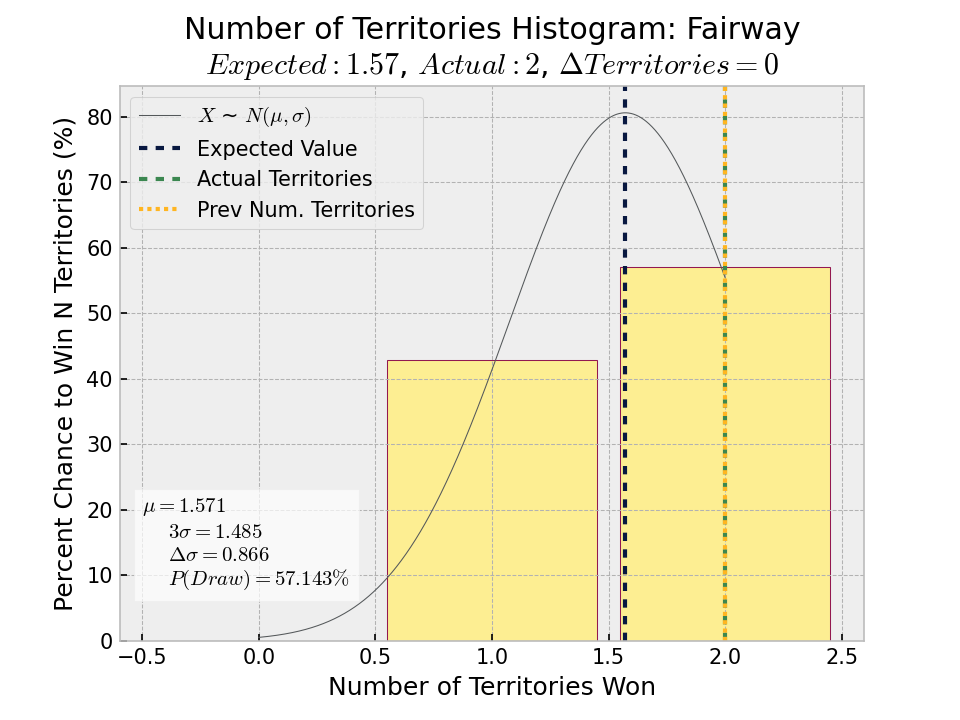 Number of Territories Histogram: Fairway
Expected : 1.57, Actual : 2, ΔTerritories = 0
Percent Chance to Win N Territories (%)
80
70
60
50
40
30
20
10
0
X ~ N(μ, σ)
Expected Value
Actual Territories
Prev Num. Territories
μ = 1.571
3σ = 1.485
Δσ = 0.866
P(Draw) = 57.143%
−0.5 0.0 0.5 1.0 1.5 2.0 2.5
Number of Territories Won